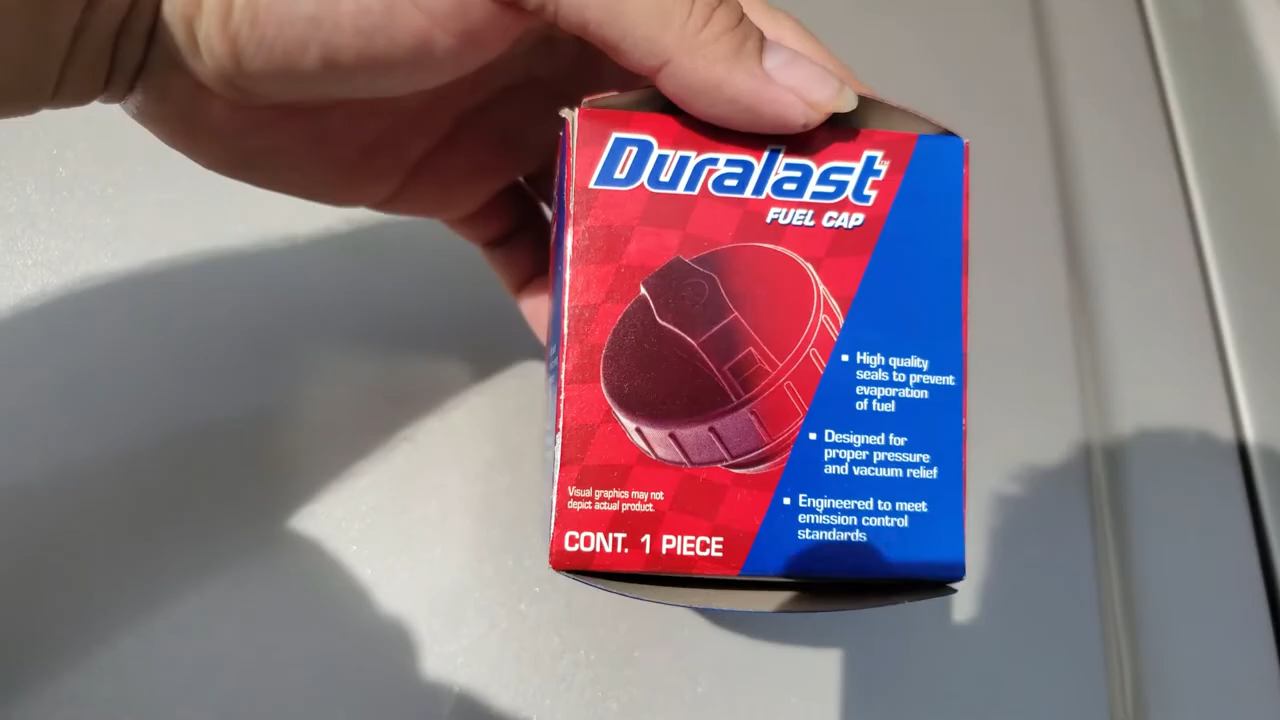 Duralast
FUEL CAP
High quality
seals to prevent
evaporation
of fuel
Designed for
proper pressure
and vacuum relief
Engineered to meet
emission control
standards
Visual graphics may not
depict actual product.
CONT. 1 PIECE